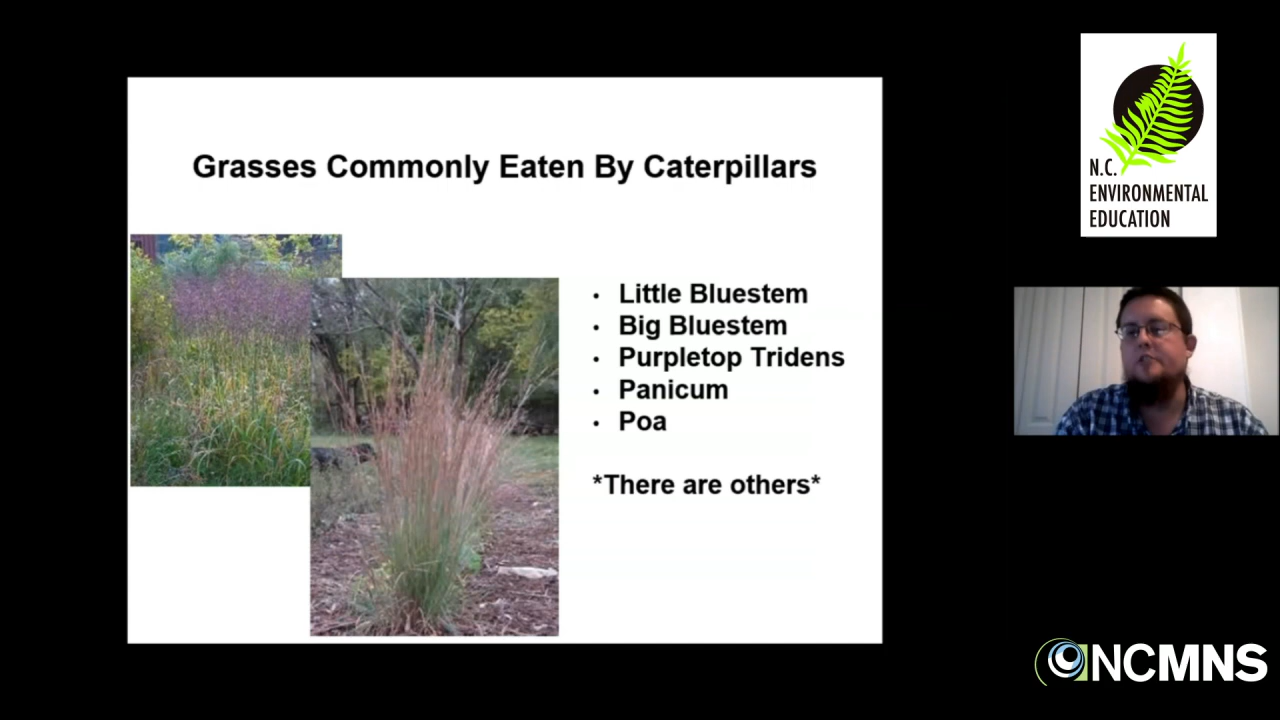 Grasses Commonly Eaten By Caterpillars
• Little Bluestem
• Big Bluestem
• Purpletop Tridens
• Panicum
• Poa
*There are others*
N.C.
ENVIRONMENTAL
EDUCATION
NCMNS